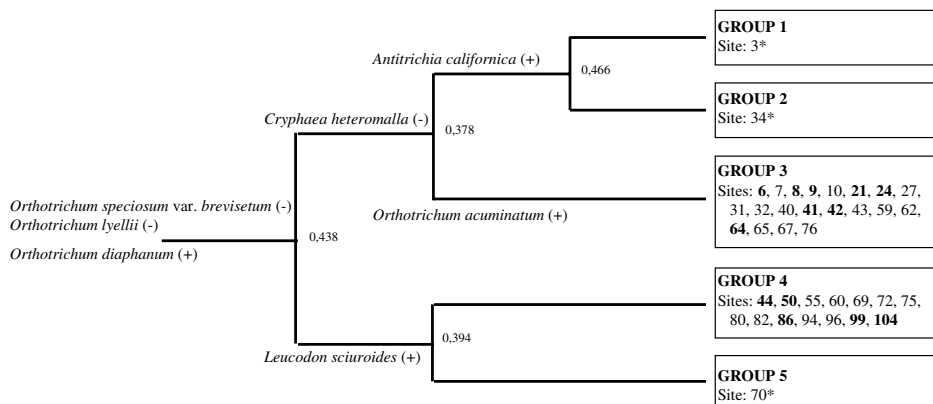 GROUP 1
Site: 3*
Antitrichia californica (+)
0,466
GROUP 2
Site: 34*
Cryphaea heteromalla (-)
0,378
GROUP 3
Sites: 6, 7, 8, 9, 10, 21, 24, 27,
31, 32, 40, 41, 42, 43, 59, 62,
64, 65, 67, 76
Orthotrichum acuminatum (+)
Orthotrichum speciosum var. brevisetum (-)
Orthotrichum lyellii (-)
0,438
Orthotrichum diaphanum (+)
GROUP 4
Sites: 44, 50, 55, 60, 69, 72, 75,
80, 82, 86, 94, 96, 99, 104
0,394
Leucodon sciuroides (+)
GROUP 5
Site: 70*